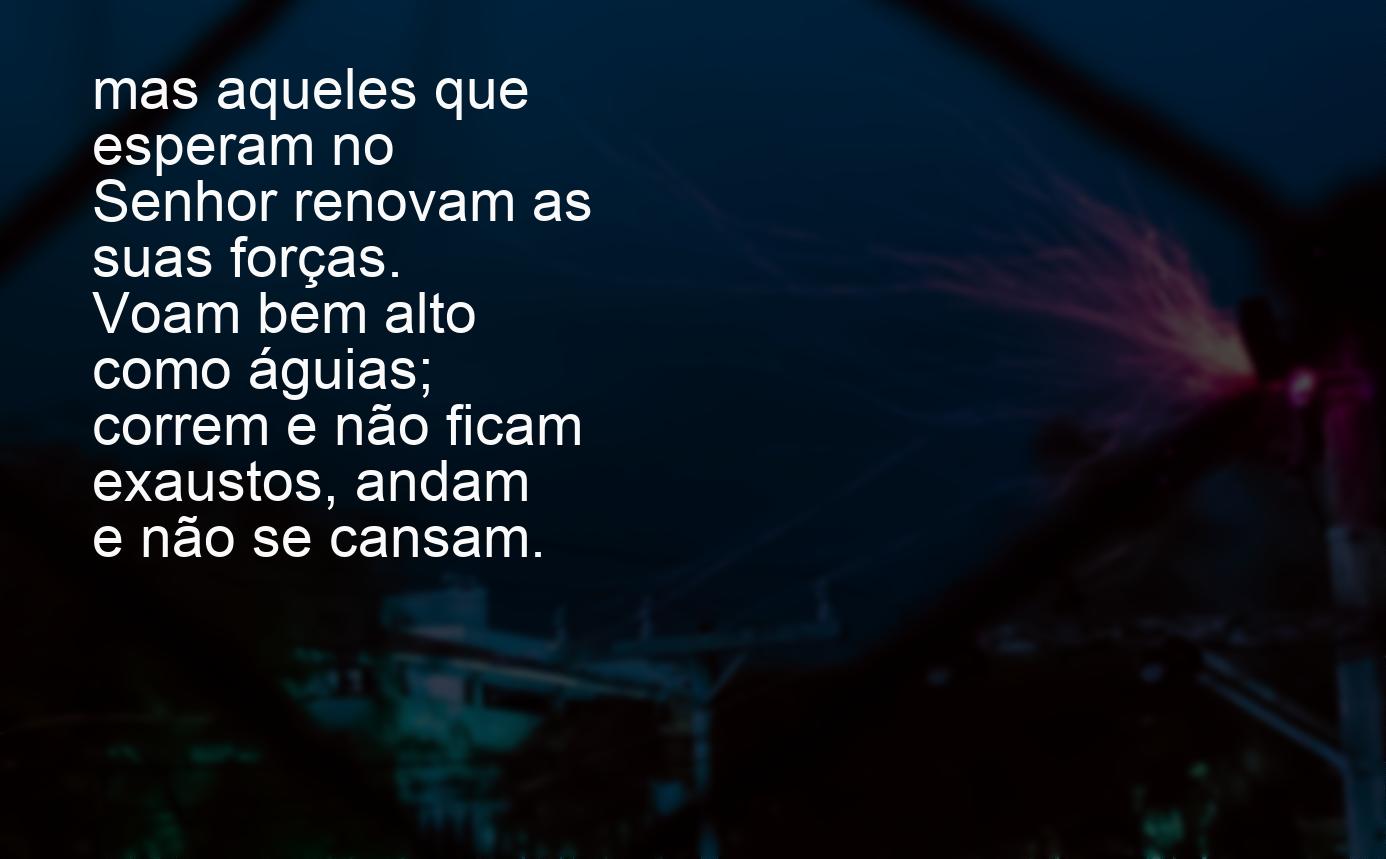 mas aqueles que
esperam no
Senhor renovam as
suas forças.
Voam bem alto
como águias;
correm e não ficam
exaustos, andam
e não se cansam.